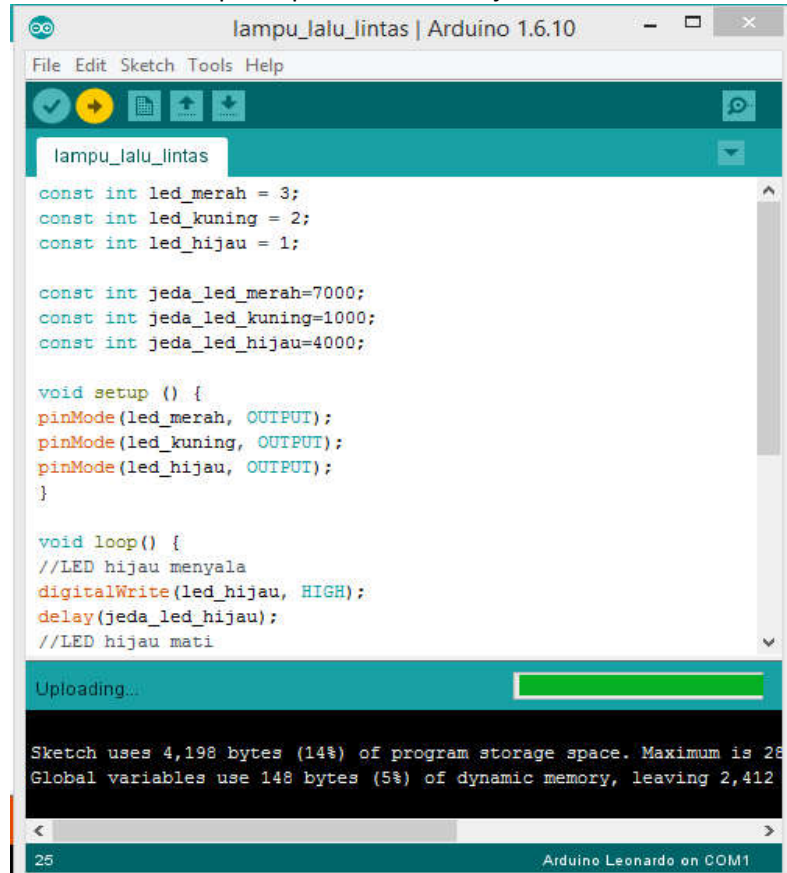 lampu_lalu_lintas | Arduino 1.6.10
File Edit Sketch Tools Help
lampu_lalu_lintas
const int led_merah = 3;
const int led_kuning = 2;
const int led_hijau = 1;
const int jeda_led_merah=7000;
const int jeda_led_kuning=1000;
const int jeda_led_hijau=4000;
void setup () {
pinMode(led_merah, OUTPUT);
pinMode(led_kuning, OUTPUT);
pinMode(led_hijau, OUTPUT);
}
void loop() {
//LED hijau menyala
digitalWrite(led_hijau, HIGH);
delay(jeda_led_hijau);
//LED hijau mati
Uploading...
Sketch uses 4,198 bytes (14%) of program storage space. Maximum is 28
Global variables use 148 bytes (5%) of dynamic memory, leaving 2,412
25
Arduino Leonardo on COM1